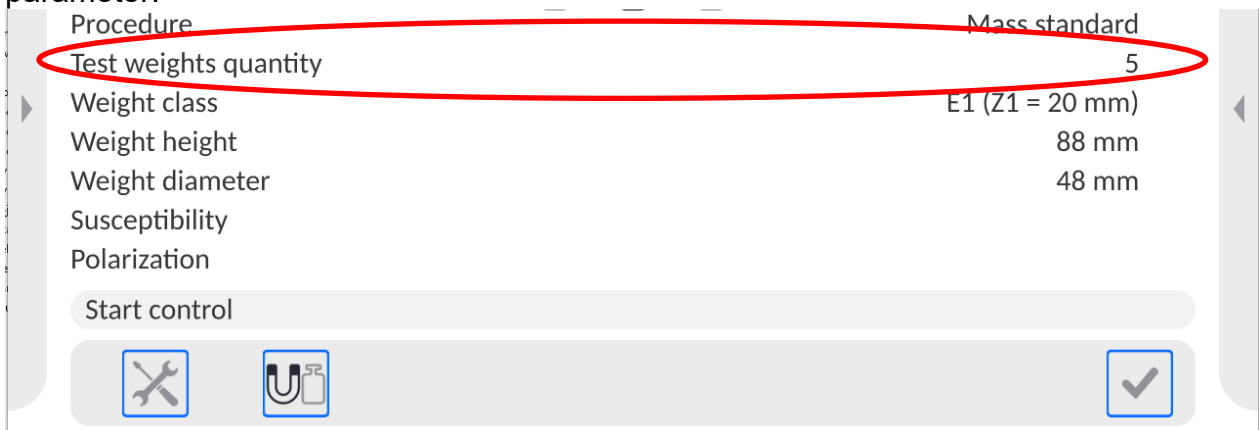 parameter.
Procedure Mass standard
Test weights quantity 5
Weight class E1 (Z1 = 20 mm)
Weight height 88 mm
Weight diameter 48 mm
Susceptibility
Polarization
Start control